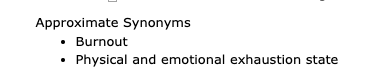 Approximate Synonyms
• Burnout
• Physical and emotional exhaustion state